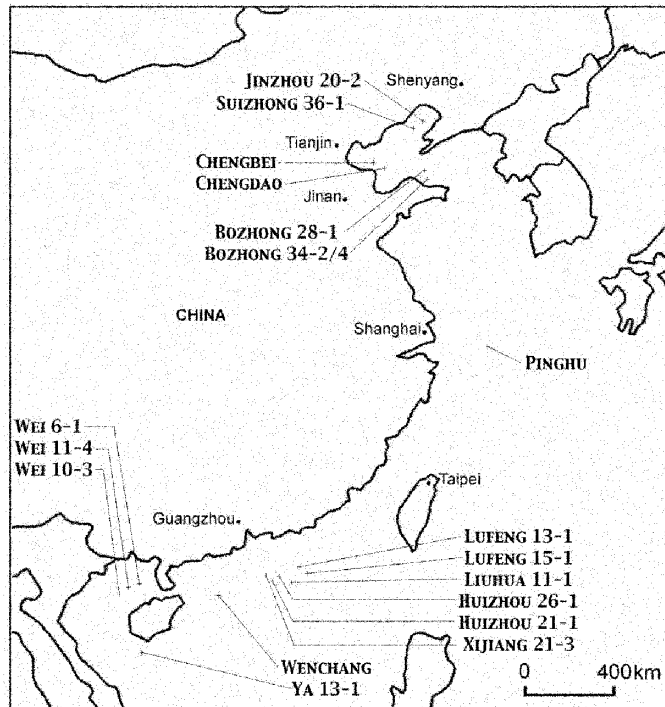 JINZHOU 20-2
Shenyang
SUIZHONG 36-1
Tianjin
CHENGBEI
CHENGDAO
Jinan
BOZHONG 28-1
BOZHONG 34-2/4
CHINA
Shanghai
PINGHU
WEI 6-1
WEI 11-4
WEI 10-3
Taipei
Guangzhou
LUFENG 13-1
LUFENG 15-1
LIUHUA 11-1
HUIZHOU 26-1
HUIZHOU 21-1
XIJIANG 21-3
WENCHANG
YA 13-1
0 400km